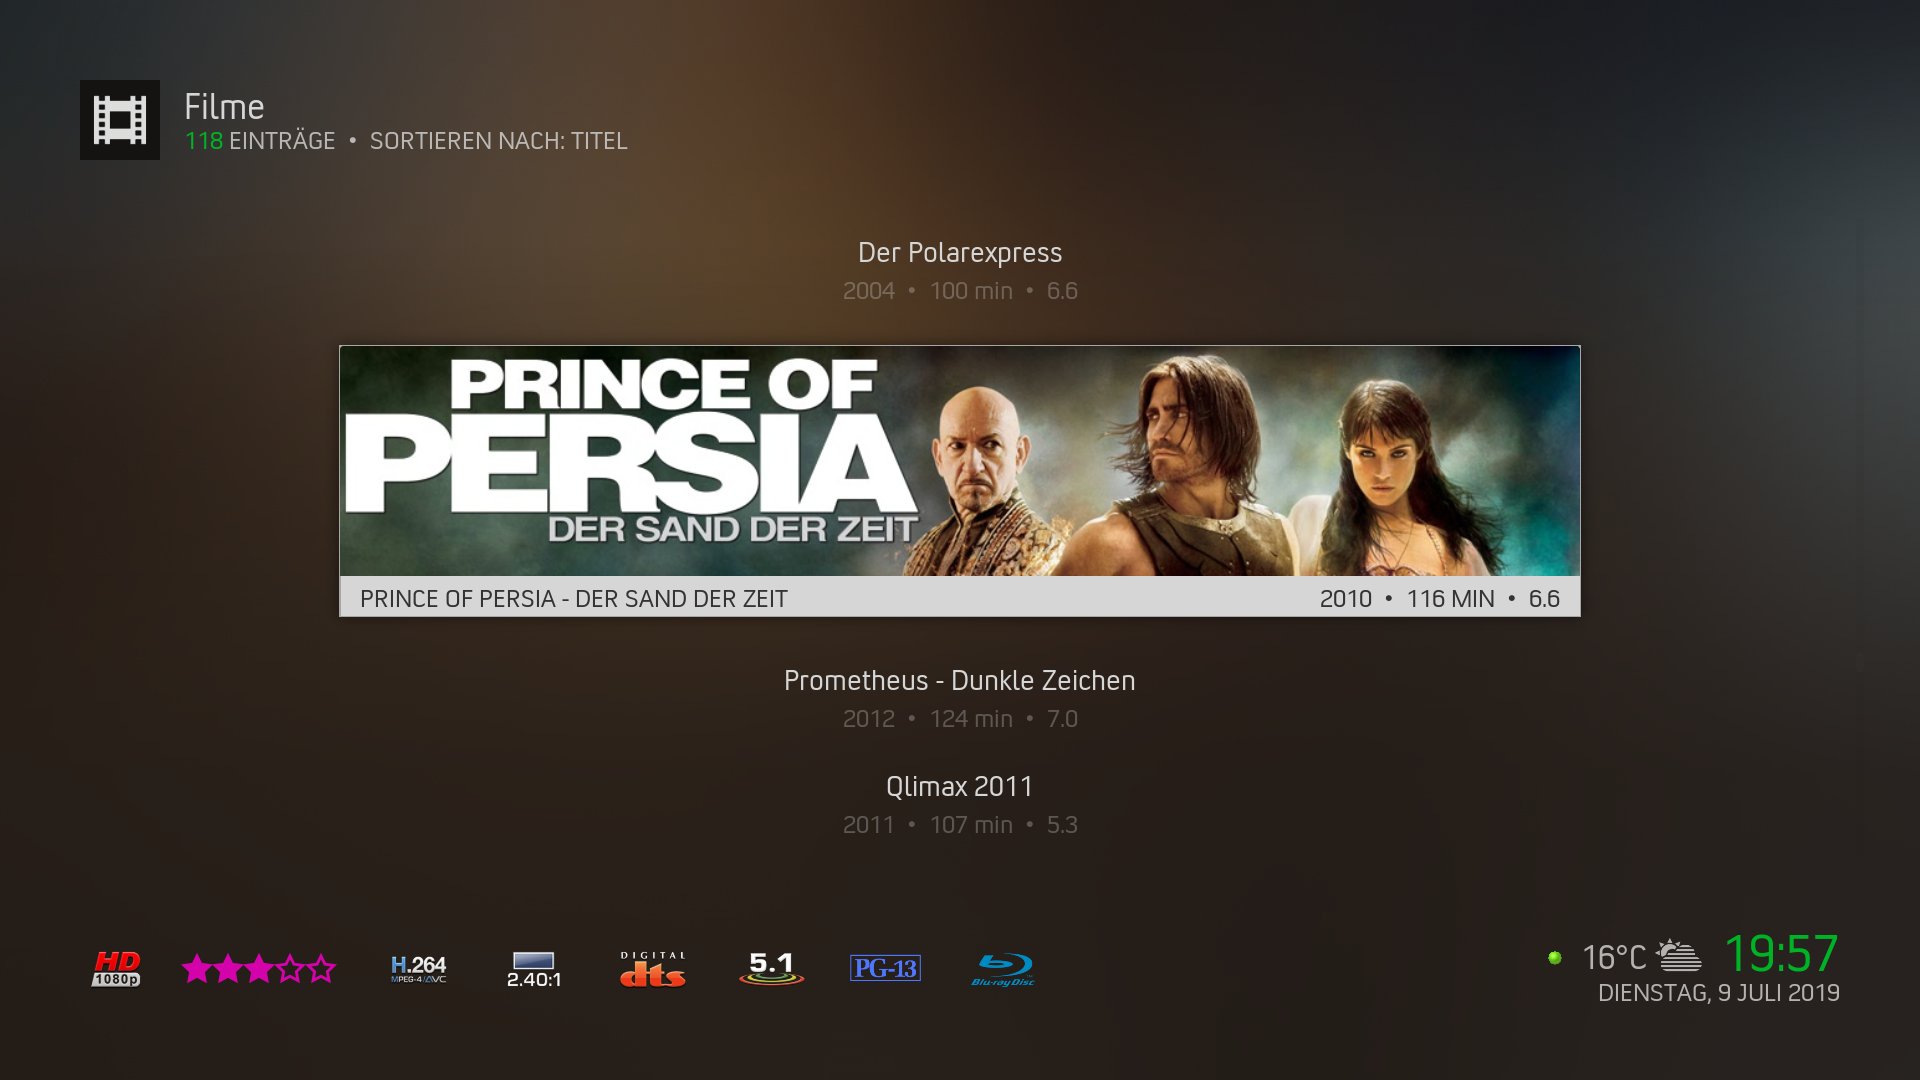 Filme
118 EINTRÄGE • SORTIEREN NACH: TITEL
Der Polarexpress
2004 • 100 min • 6.6
PRINCE OF
PERSIA
DER SAND DER ZEIT
PRINCE OF PERSIA - DER SAND DER ZEIT 2010 • 116 MIN • 6.6
Prometheus - Dunkle Zeichen
2012 • 124 min • 7.0
Qlimax 2011
2011 • 107 min • 5.3
HD
1080p
H.264
MPEG-4/AVC
2.40:1
DIGITAL
dts
5.1
PG-13
Blu-ray Disc
16°C 19:57
DIENSTAG, 9 JULI 2019